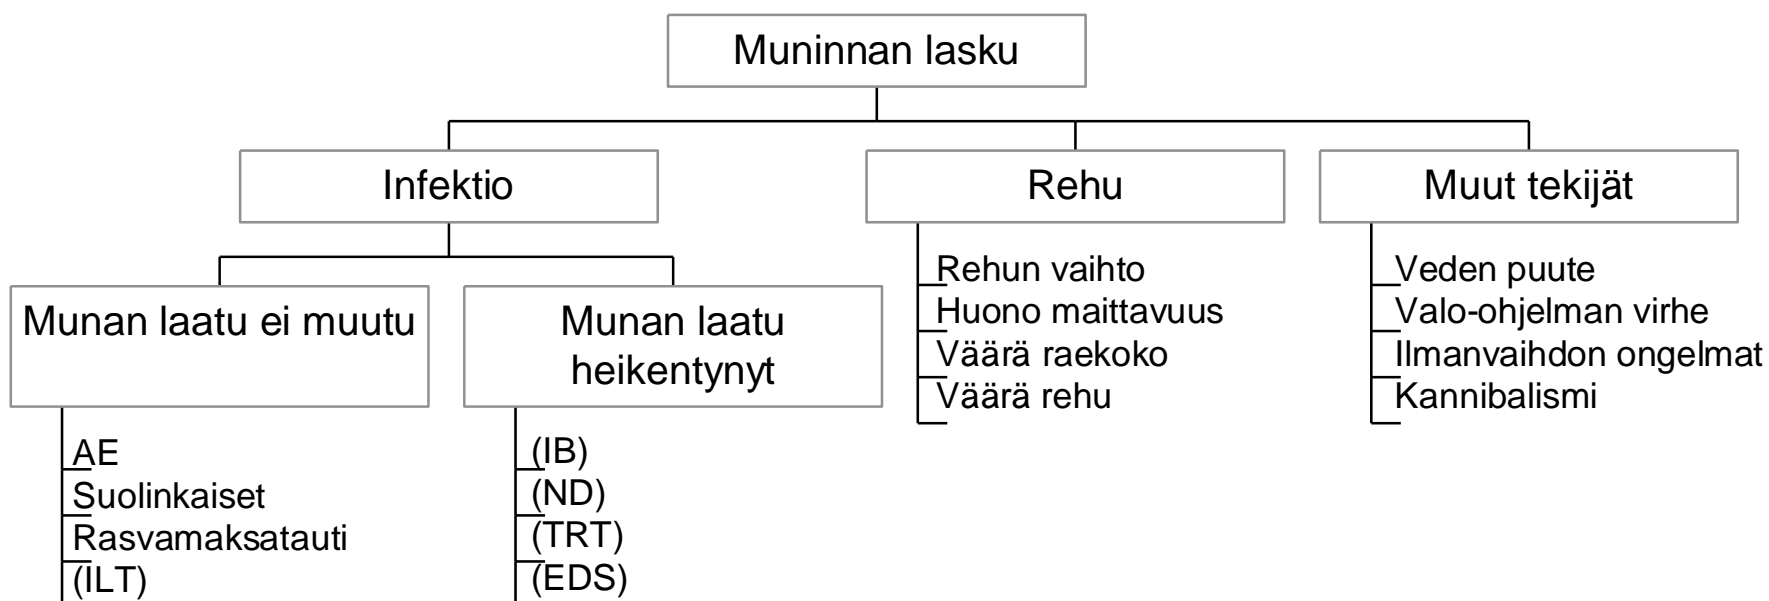 Muninnan lasku
Infektio
Rehu
Muut tekijät
Munan laatu ei muutu
Munan laatu
heikentynyt
Rehun vaihto
Huono maittavuus
Väärä raekoko
Väärä rehu
Veden puute
Valo-ohjelman virhe
Ilmanvaihdon ongelmat
Kannibalismi
AE
Suolinkaiset
Rasvamaksatauti
(ILT)
(IB)
(ND)
(TRT)
(EDS)